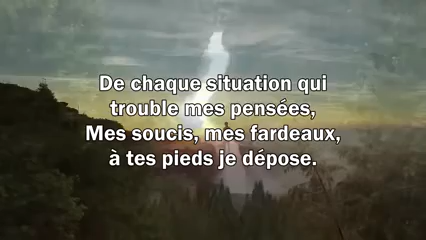 De chaque situation qui
trouble mes pensées,
Mes soucis, mes fardeaux,
à tes pieds je dépose.